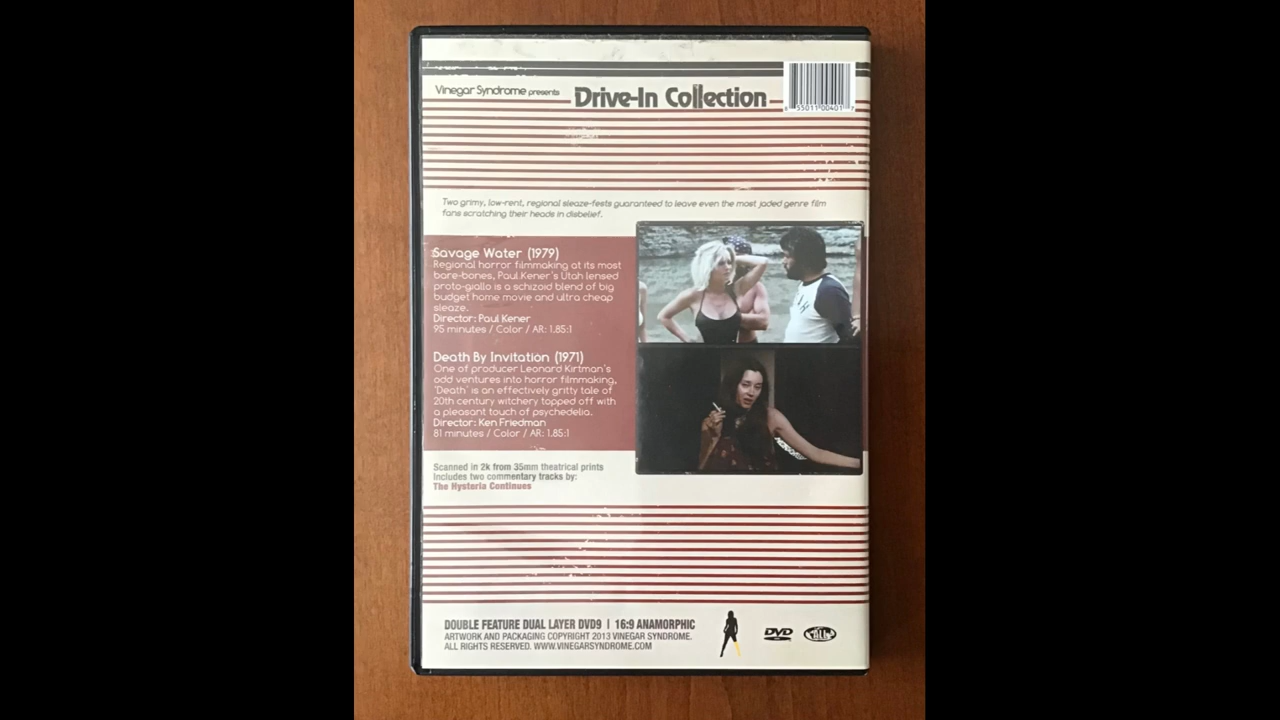 Vinegar Syndrome presents Drive-In Collection
8 55011 00401 7
Two grimy, low-rent, regional sleaze-fests guaranteed to leave even the most jaded genre film
fans scratching their heads in disbelief.
Savage Water (1979)
Regional horror filmmaking at its most
bare-bones, Paul Kener's Utah lensed
proto-giallo is a schizoid blend of big
budget home movie and ultra cheap
sleaze.
Director: Paul Kener
95 minutes / Color / AR: 1.85:1
Death By Invitation (1971)
One of producer Leonard Kirtman's
odd ventures into horror filmmaking,
'Death' is an effectively gritty tale of
20th century witchery topped off with
a pleasant touch of psychedelia.
Director: Ken Friedman
81 minutes / Color / AR: 1.85:1
Scanned in 2k from 35mm theatrical prints
Includes two commentary tracks by:
The Hysteria Continues
DOUBLE FEATURE DUAL LAYER DVD9 | 16:9 ANAMORPHIC
ARTWORK AND PACKAGING COPYRIGHT 2013 VINEGAR SYNDROME.
ALL RIGHTS RESERVED. WWW.VINEGARSYNDROME.COM
DVD